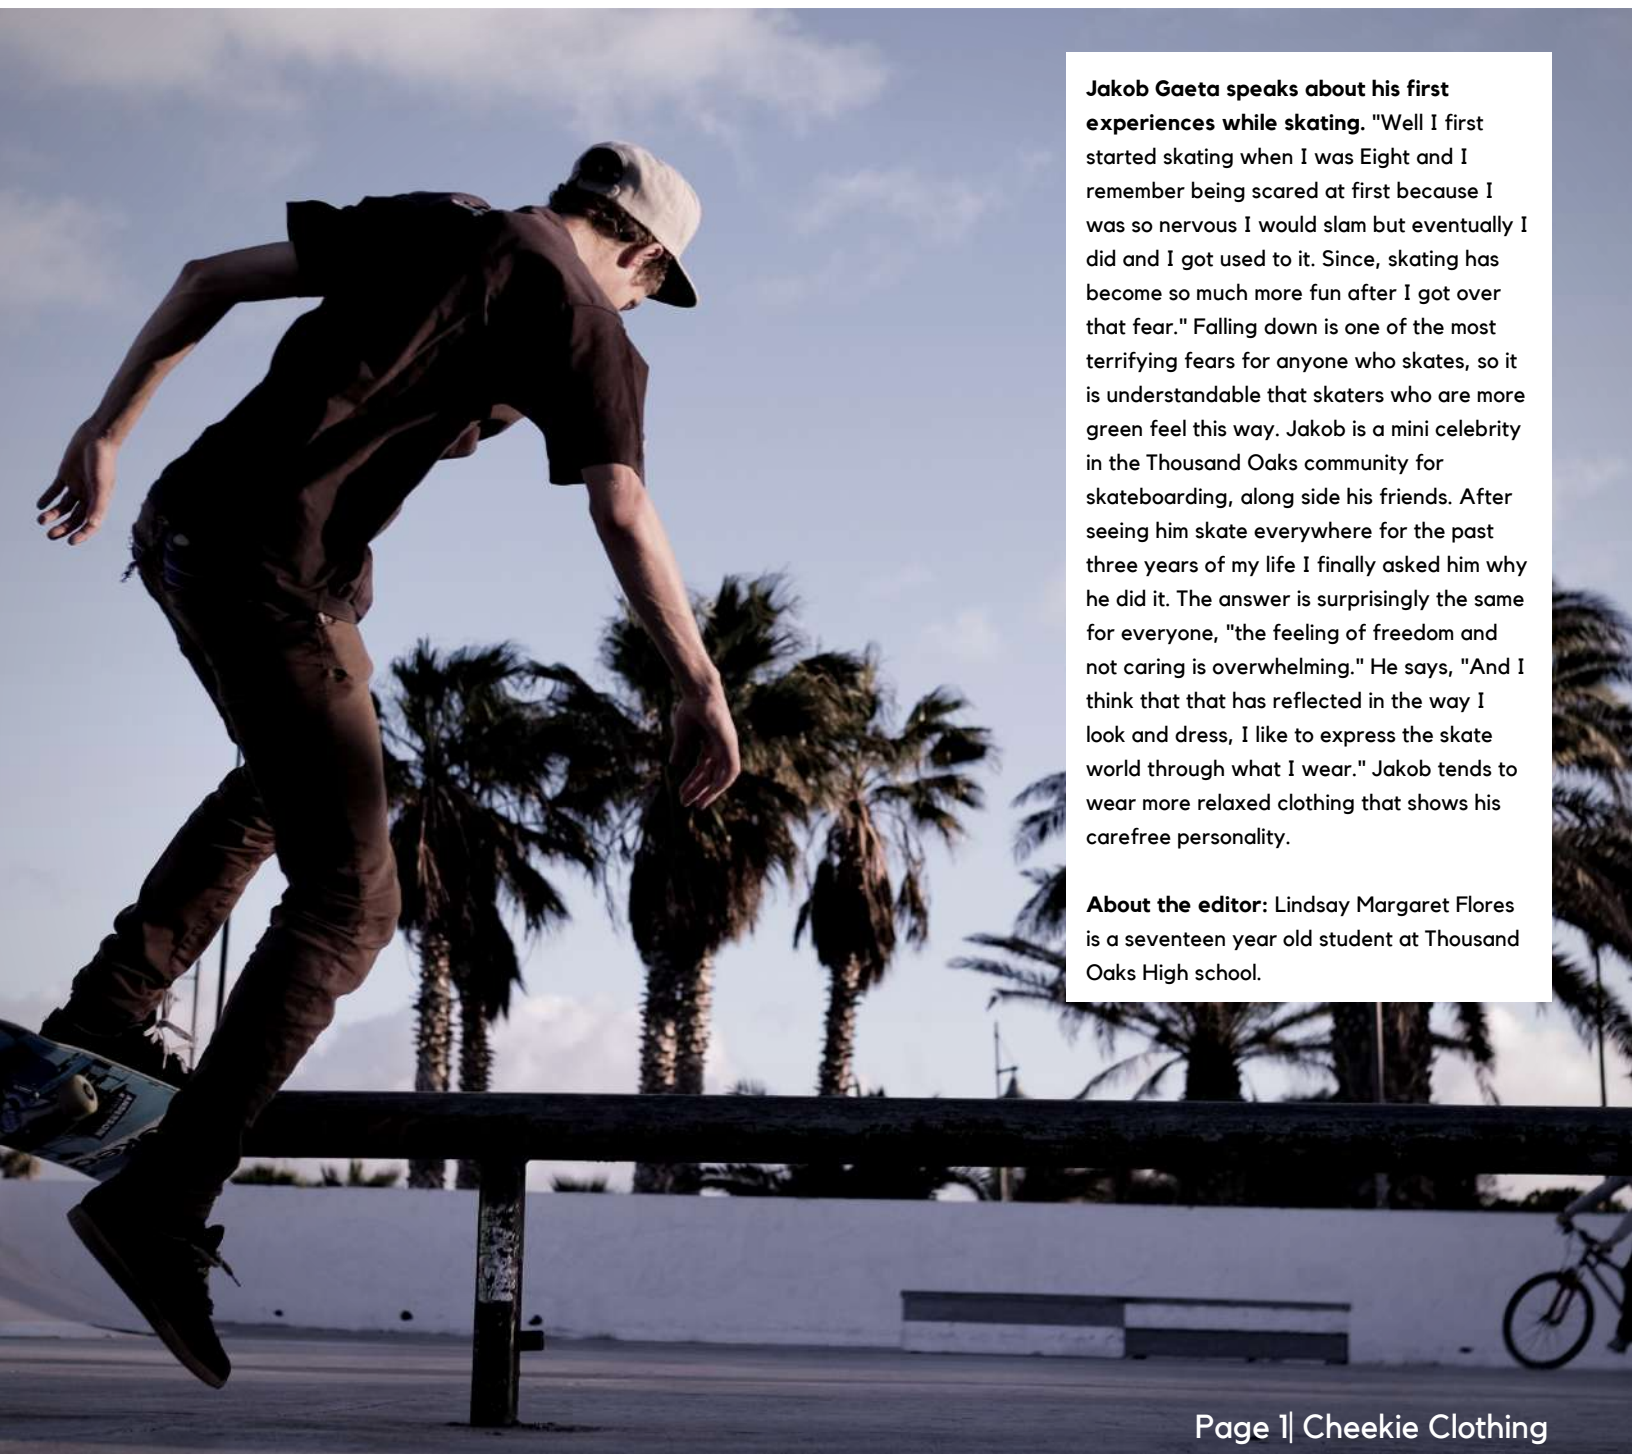 Jakob Gaeta speaks about his first
experiences while skating. "Well I first
started skating when I was Eight and I
remember being scared at first because I
was so nervous I would slam but eventually I
did and I got used to it. Since, skating has
become so much more fun after I got over
that fear." Falling down is one of the most
terrifying fears for anyone who skates, so it
is understandable that skaters who are more
green feel this way. Jakob is a mini celebrity
in the Thousand Oaks community for
skateboarding, along side his friends. After
seeing him skate everywhere for the past
three years of my life I finally asked him why
he did it. The answer is surprisingly the same
for everyone, "the feeling of freedom and
not caring is overwhelming." He says, "And I
think that that has reflected in the way I
look and dress, I like to express the skate
world through what I wear." Jakob tends to
wear more relaxed clothing that shows his
carefree personality.
About the editor: Lindsay Margaret Flores
is a seventeen year old student at Thousand
Oaks High school.
Page 1| Cheekie Clothing